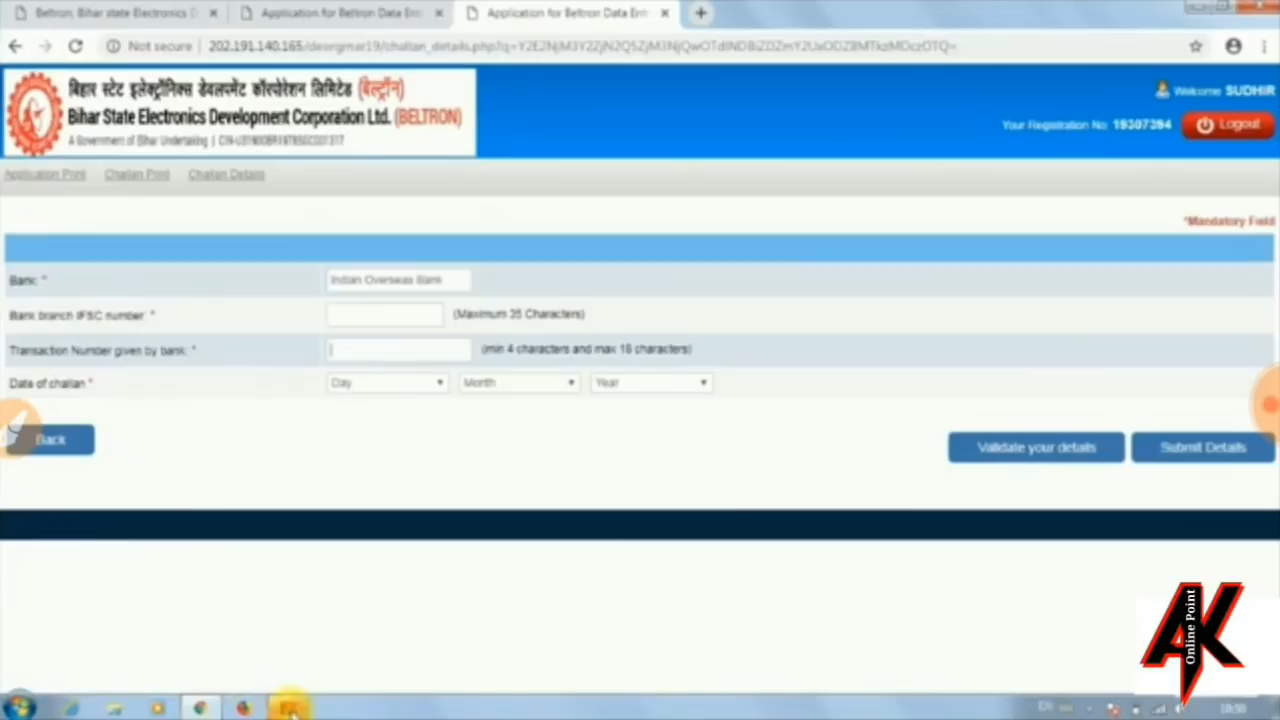 Beltron, Bihar state Electronics D
Application for Beltron Data Entr
Application for Beltron Data Entr
Not secure
Welcome SUDHIR
बिहार स्टेट इलेक्ट्रॉनिक्स डेवलपमेंट कॉरपोरेशन लिमिटेड (बेल्ट्रॉन)
Bihar State Electronics Development Corporation Ltd. (BELTRON)
A Government of Bihar Undertaking
Your Registration No: 19307394 Logout
Application Print Challan Print Challan Details
*Mandatory Field
Bank: * Indian Overseas Bank
Bank branch IFSC number: * (Maximum 35 Characters)
Transaction Number given by bank: * (min 4 characters and max 18 characters)
Date of challan * Day Month Year
Back Validate your details Submit Details
AK
Online Point
EN